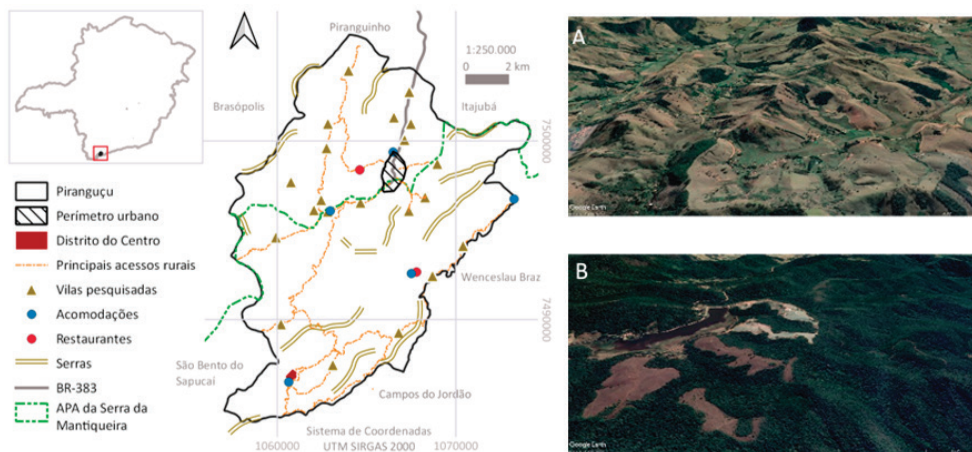 Piranguinho
1:250.000
0 2 km
Brasópolis
Itajubá
7500000
Piranguçu
Perímetro urbano
Distrito do Centro
Principais acessos rurais
Vilas pesquisadas
Acomodações
Restaurantes
Serras
BR-383
APA da Serra da
Mantiqueira
Wenceslau Braz
7490000
São Bento do
Sapucaí
Campos do Jordão
Sistema de Coordenadas
UTM SIRGAS 2000
1060000
1070000
A
Google Earth
B
Google Earth